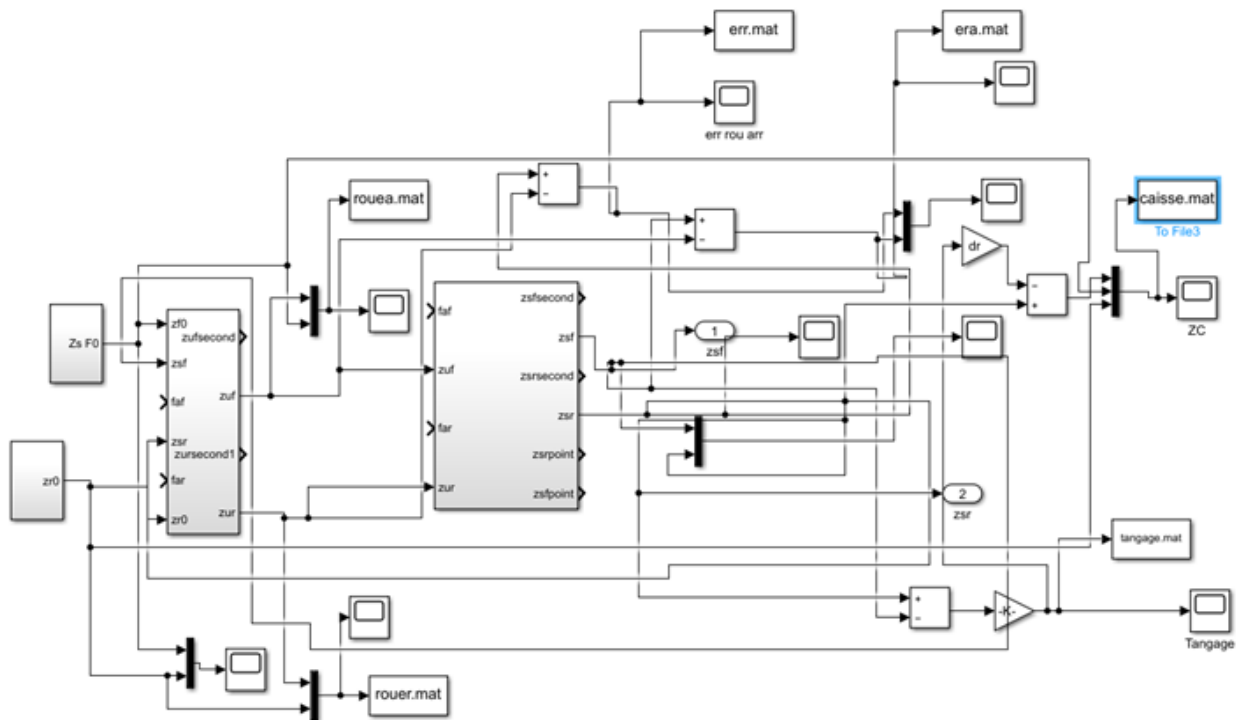 err.mat
era.mat
err rou arr
rouea.mat
+
−
caisse.mat
To File3
+
−
dr
−
+
ZC
Zs F0
zf0
zufsecond
zsf
zuf
faf
zsr
zursecond1
far
zr0
zur
faf
zsfsecond
zsf
zuf
zsrsecond
far
zsr
zsrpoint
zur
zsfpoint
1
zsf
zr0
2
zsr
tangage.mat
+
−
-K-
Tangage
rouer.mat